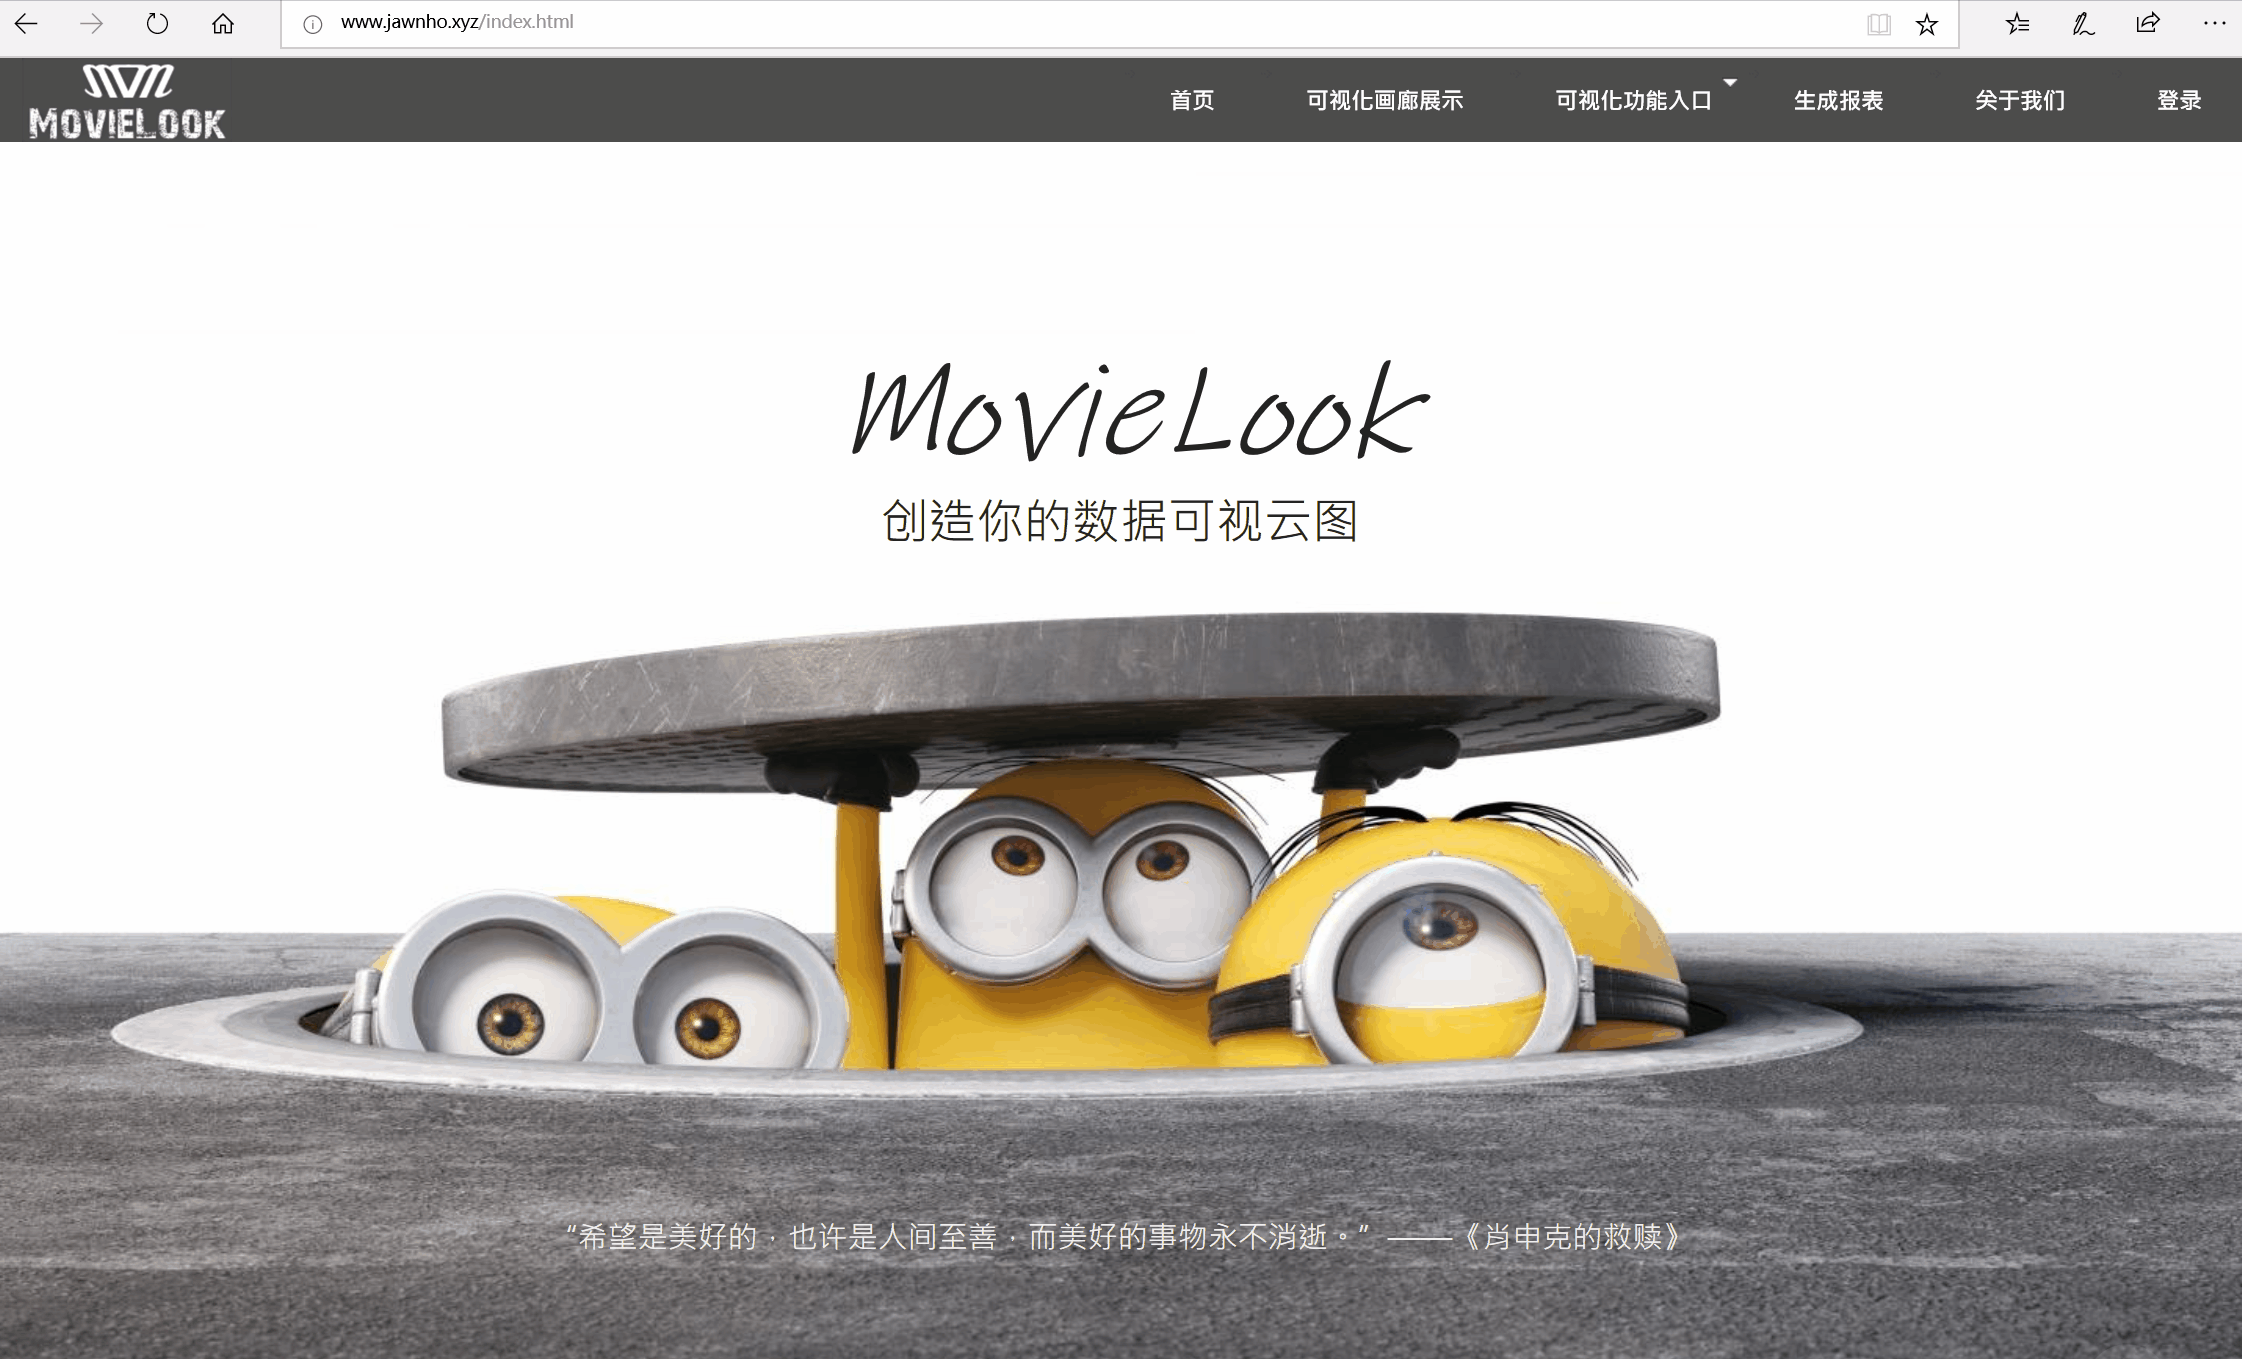 www.jawnho.xyz/index.html
MOVIELOOK
首页 可视化画廊展示 可视化功能入口 生成报表 关于我们 登录
MovieLook
创造你的数据可视云图
“希望是美好的，也许是人间至善，而美好的事物永不消逝。” ——《肖申克的救赎》